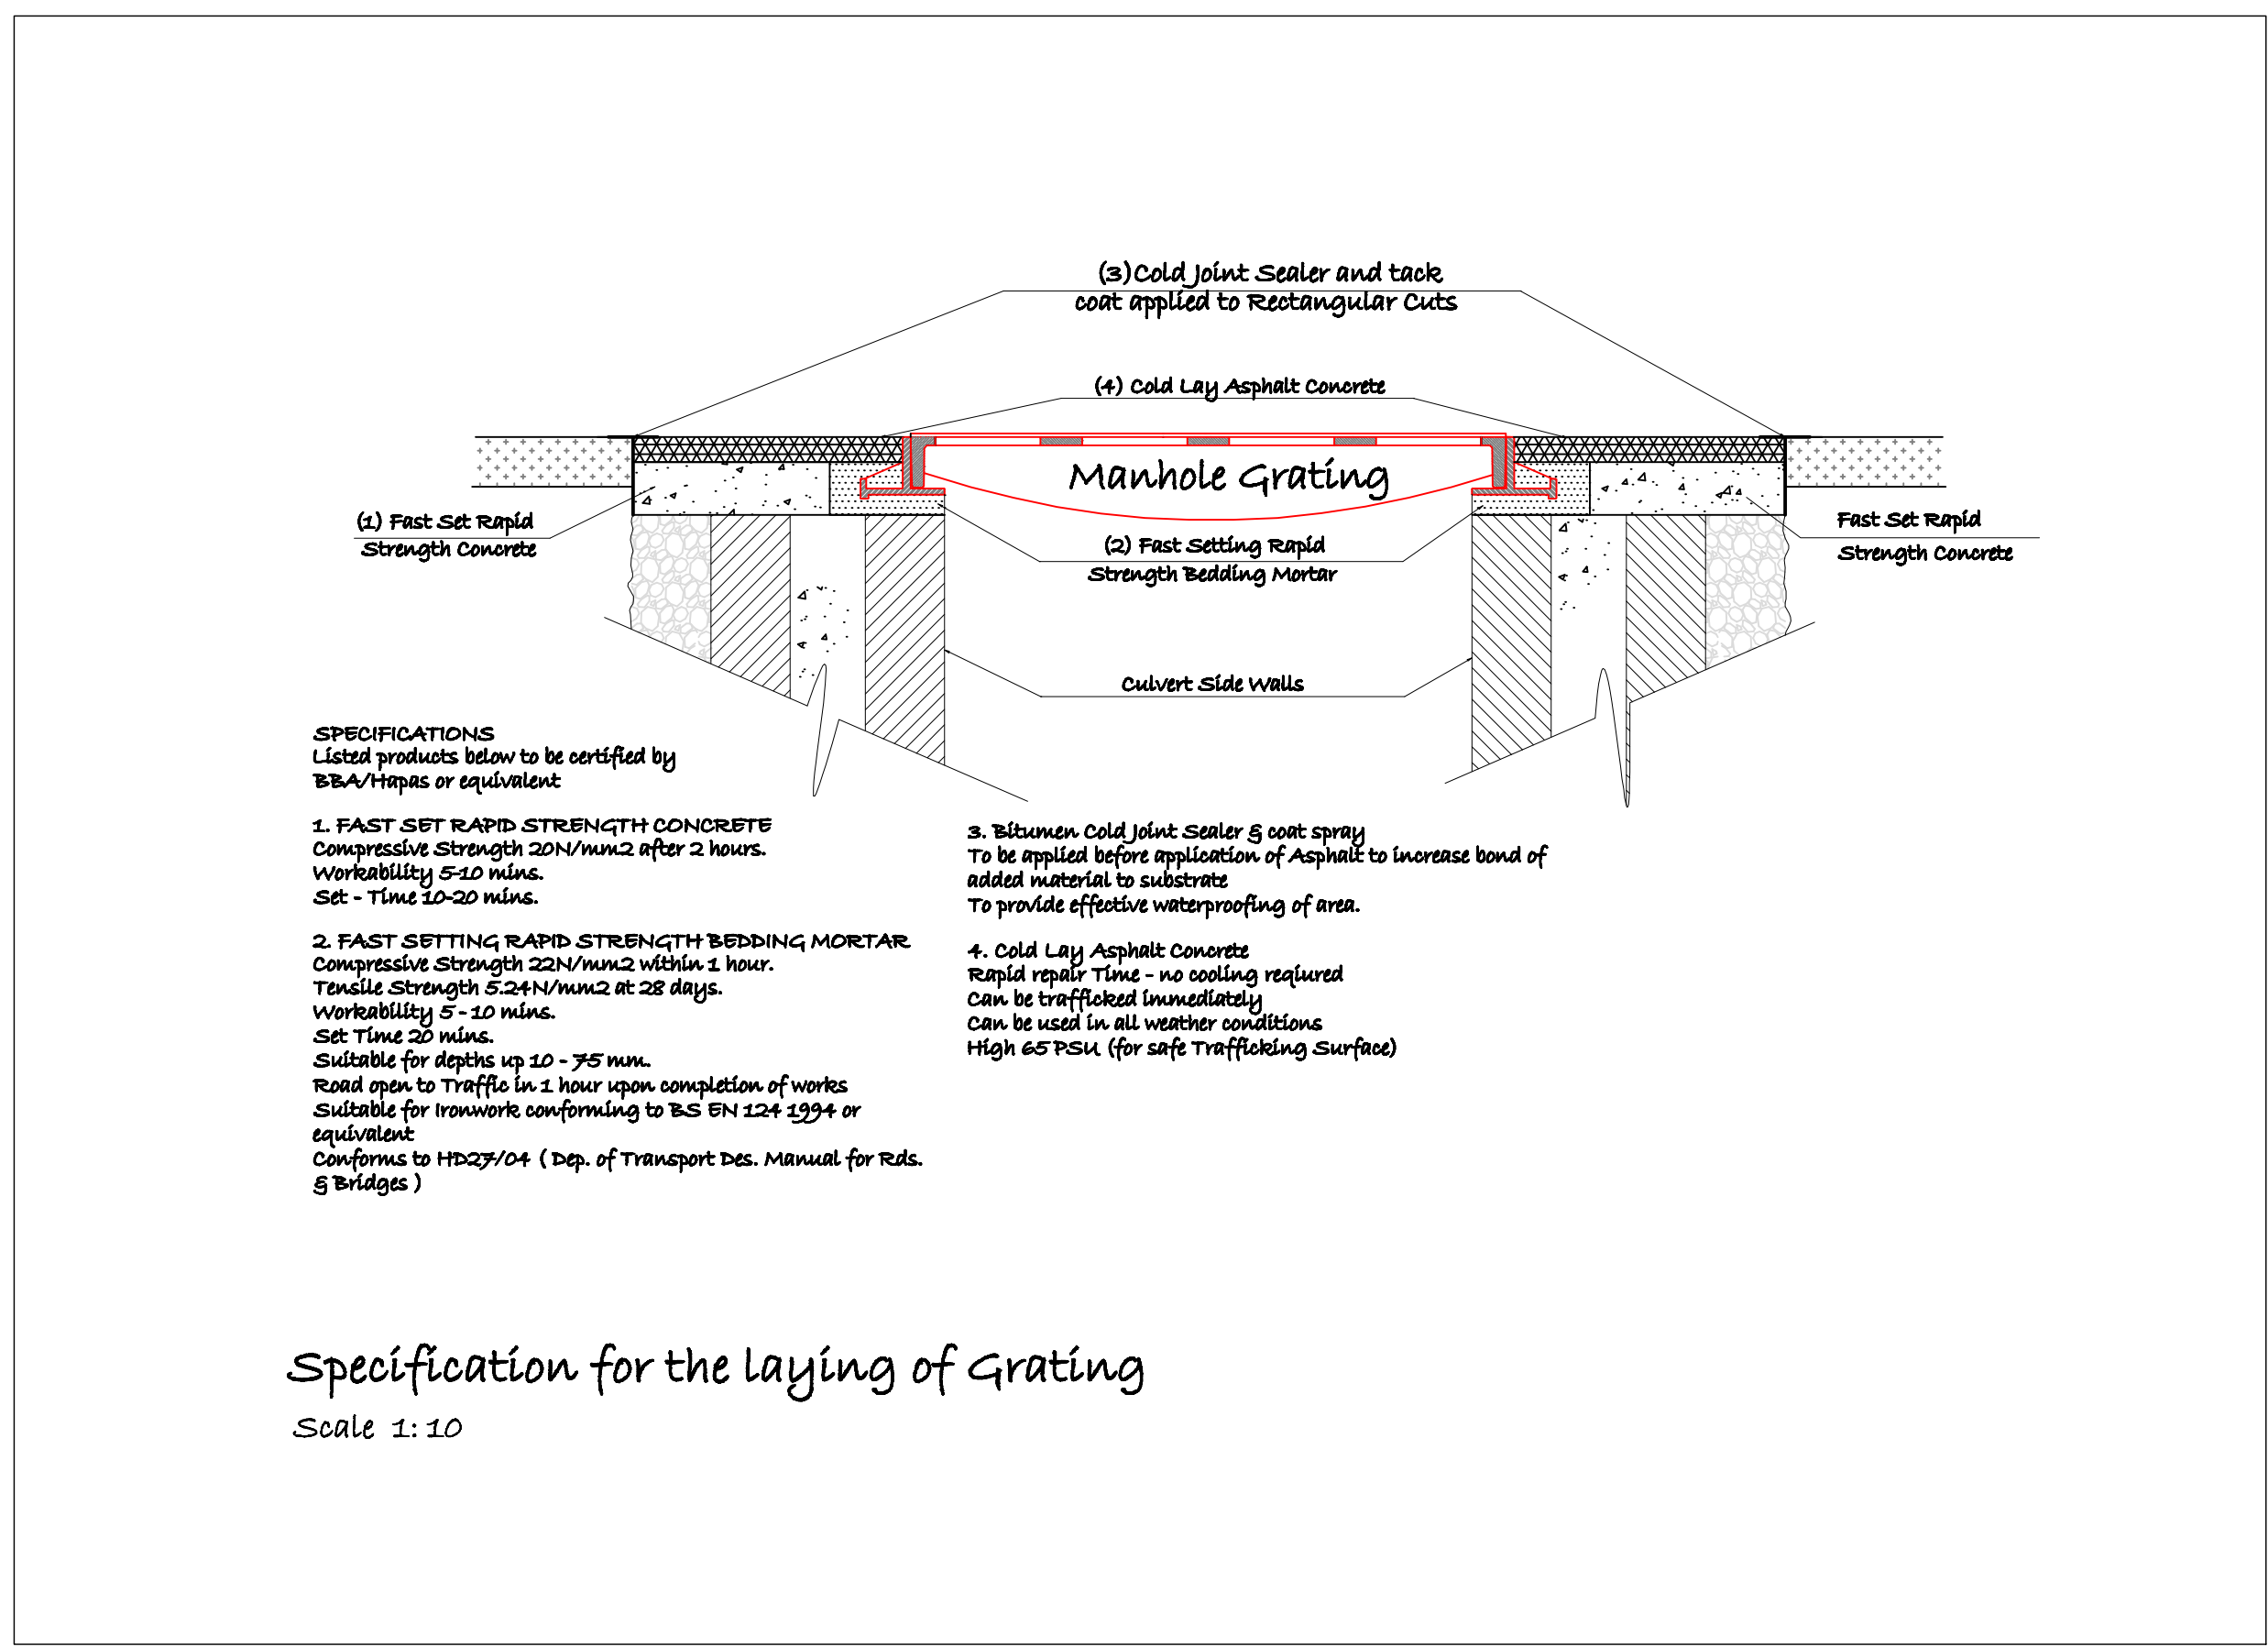 (3)Cold Joint Sealer and tack
coat applied to Rectangular Cuts
(4) Cold Lay Asphalt Concrete
Manhole Grating
(1) Fast Set Rapid
Strength Concrete
(2) Fast Setting Rapid
Strength Bedding Mortar
Fast Set Rapid
Strength Concrete
Culvert Side Walls
SPECIFICATIONS
Listed products below to be certified by
BBA/Hapas or equivalent
1. FAST SET RAPID STRENGTH CONCRETE
Compressive Strength 20N/mm2 after 2 hours.
Workability 5-10 mins.
Set - Time 10-20 mins.
2. FAST SETTING RAPID STRENGTH BEDDING MORTAR
Compressive Strength 22N/mm2 within 1 hour.
Tensile Strength 5.24N/mm2 at 28 days.
Workability 5 - 10 mins.
Set Time 20 mins.
Suitable for depths up 10 - 75 mm.
Road open to Traffic in 1 hour upon completion of works
Suitable for Ironwork conforming to BS EN 124 1994 or
equivalent
Conforms to HD27/04 ( Dep. of Transport Des. Manual for Rds.
& Bridges )
3. Bitumen Cold Joint Sealer & coat spray
To be applied before application of Asphalt to increase bond of
added material to substrate
To provide effective waterproofing of area.
4. Cold Lay Asphalt Concrete
Rapid repair Time - no cooling reqiured
Can be trafficked immediately
Can be used in all weather conditions
High 65 PSU (for safe Trafficking Surface)
Specification for the laying of Grating
Scale 1:10